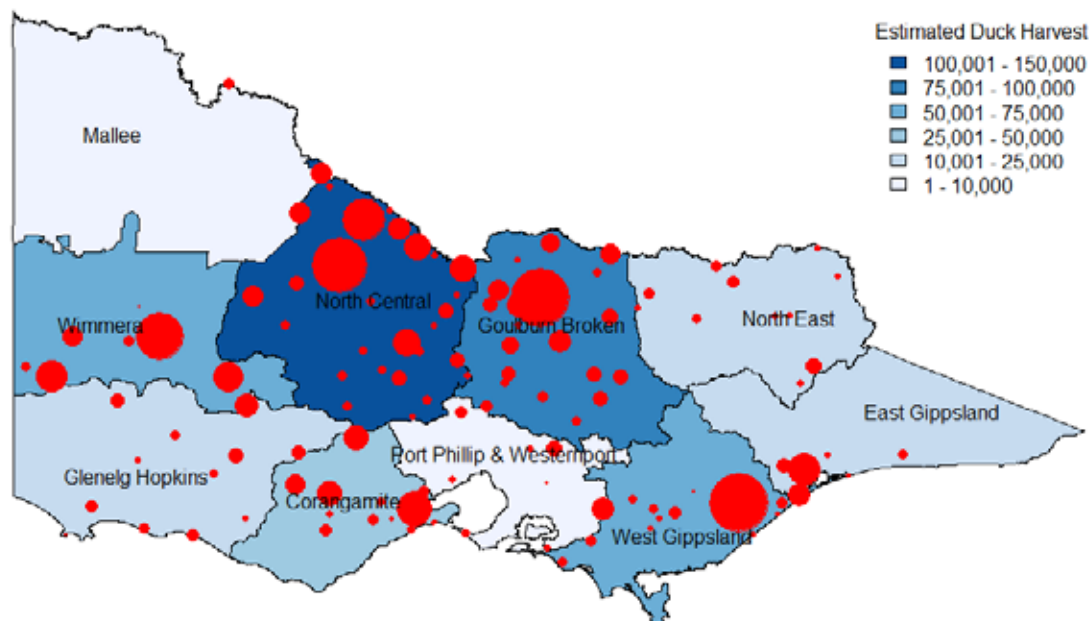 Estimated Duck Harvest
100,001 - 150,000
75,001 - 100,000
50,001 - 75,000
25,001 - 50,000
10,001 - 25,000
1 - 10,000
Mallee
North Central
Wimmera
Goulburn Broken
North East
East Gippsland
Port Phillip & Westernport
Glenelg Hopkins
Corangamite
West Gippsland